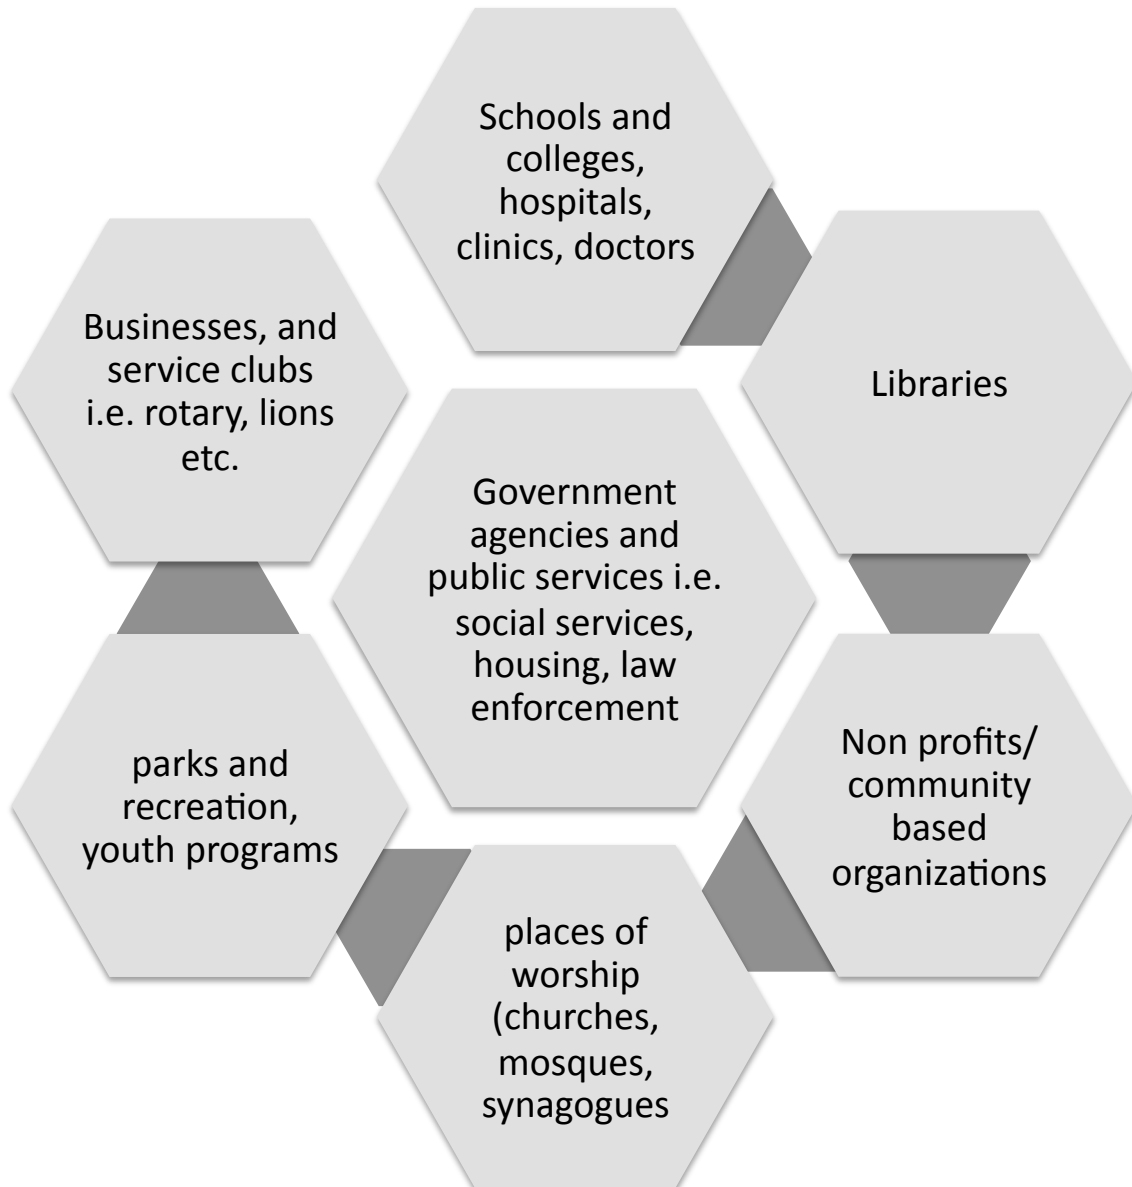 Schools and
colleges,
hospitals,
clinics, doctors
Libraries
Non profits/
community
based
organizations
places of
worship
(churches,
mosques,
synagogues
parks and
recreation,
youth programs
Businesses, and
service clubs
i.e. rotary, lions
etc.
Government
agencies and
public services i.e.
social services,
housing, law
enforcement